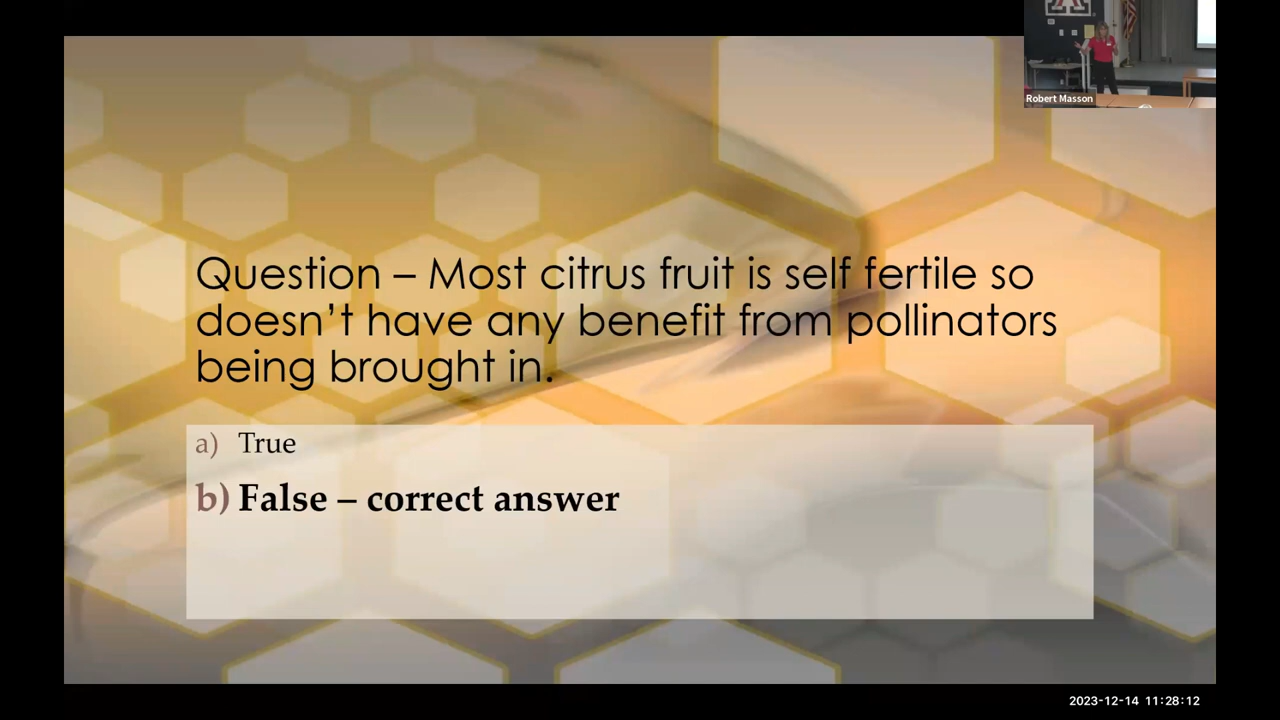 Robert Masson
Question – Most citrus fruit is self fertile so
doesn't have any benefit from pollinators
being brought in.
a) True
b) False – correct answer
2023-12-14 11:28:12